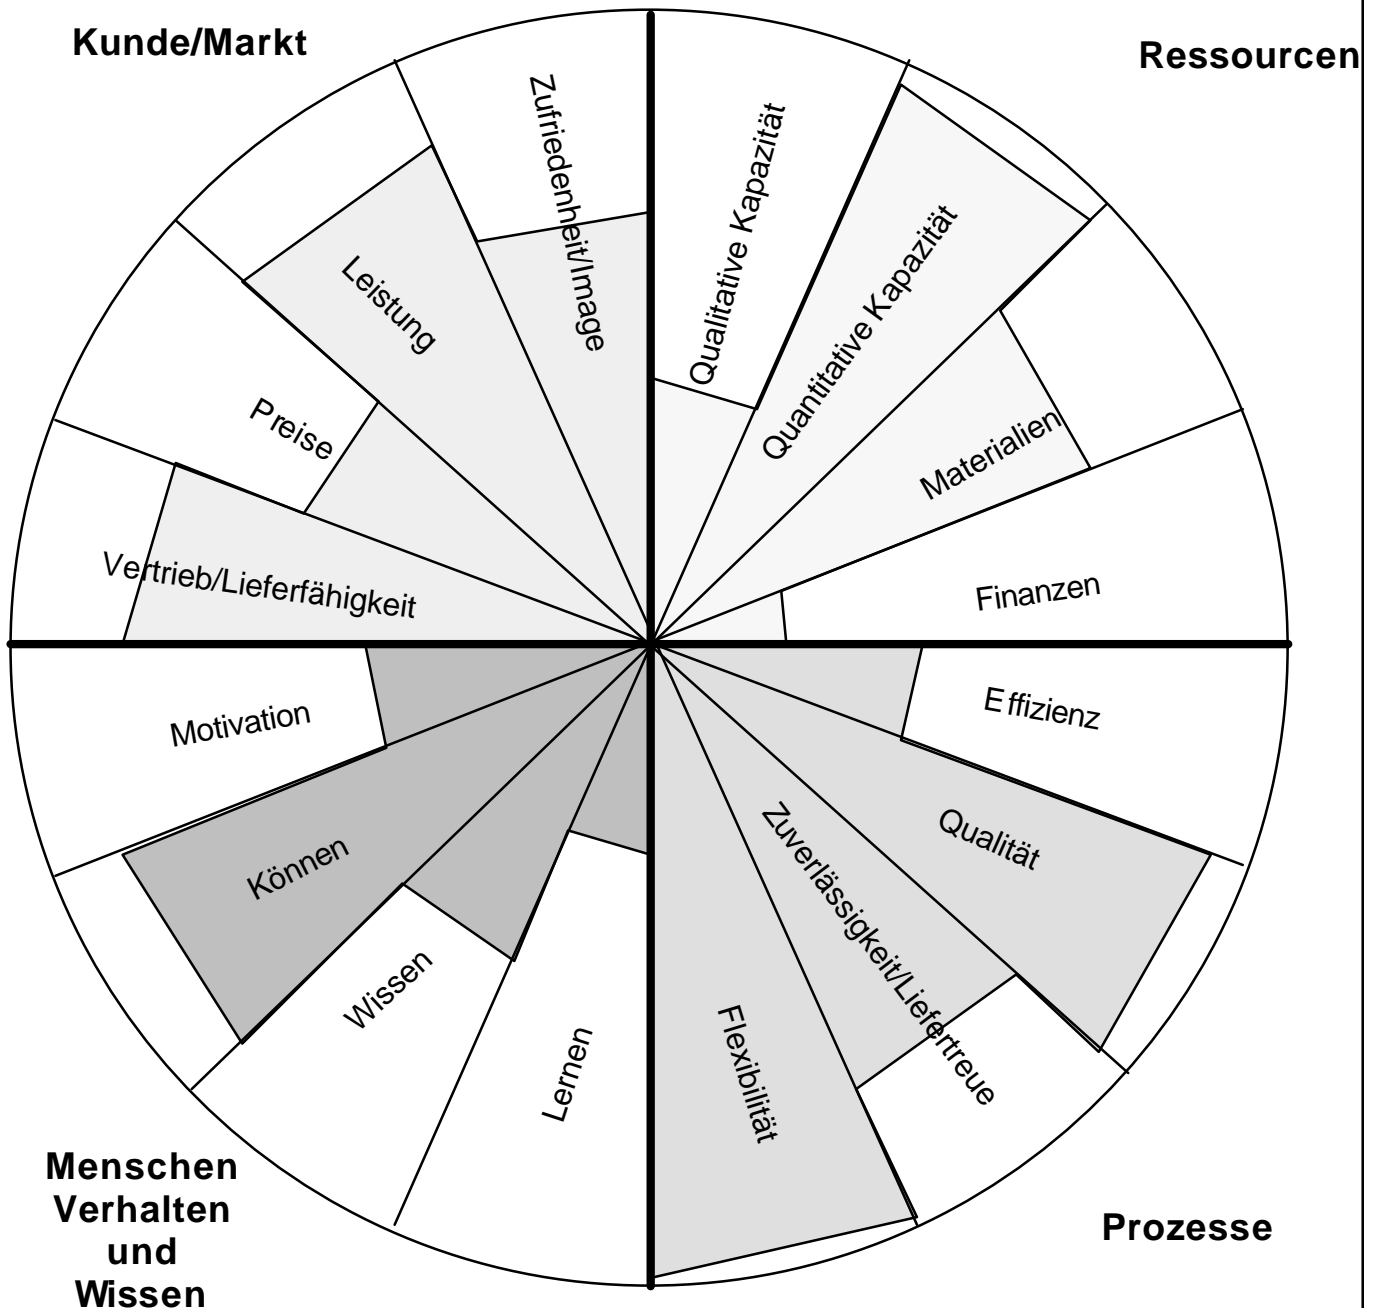 Kunde/Markt
Ressourcen
Zufriedenheit/Image
Qualitative Kapazität
Leistung
Quantitative Kapazität
Preise
Materialien
Vertrieb/Lieferfähigkeit
Finanzen
Motivation
Effizienz
Können
Qualität
Wissen
Zuverlässigkeit/Liefertreue
Lernen
Flexibilität
Menschen
Verhalten
und
Wissen
Prozesse